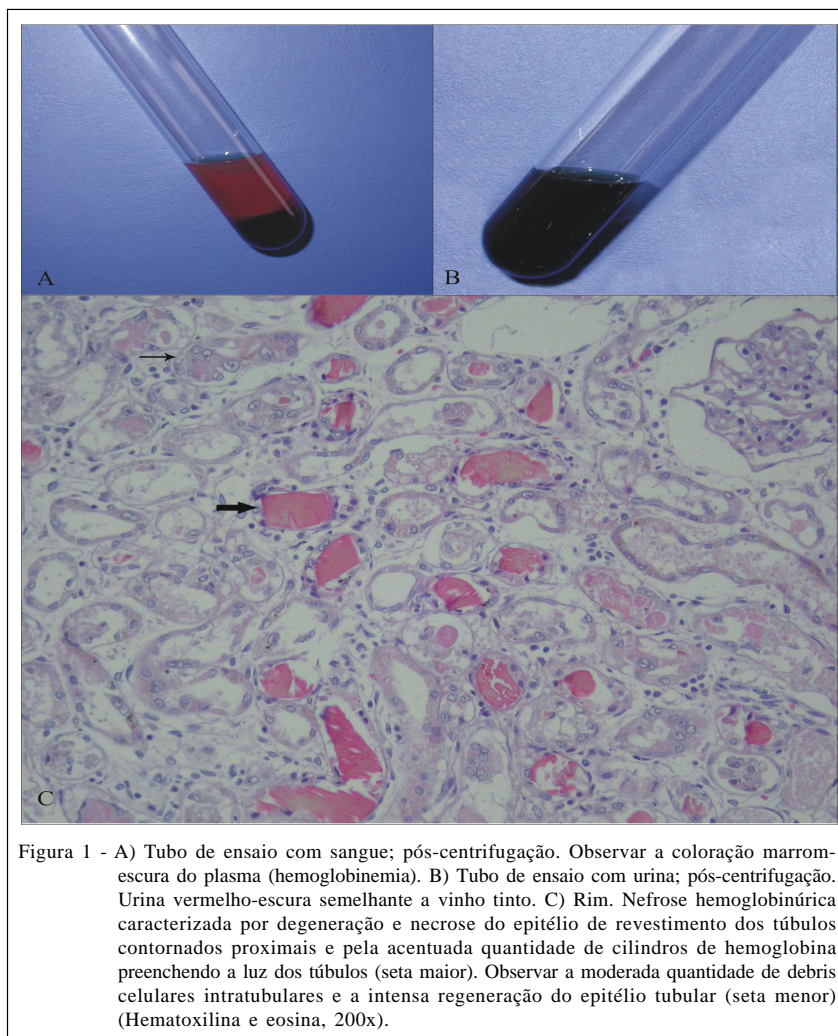 A
B
C
Figura 1 - A) Tubo de ensaio com sangue; pós-centrifugação. Observar a coloração marrom-
escura do plasma (hemoglobinemia). B) Tubo de ensaio com urina; pós-centrifugação.
Urina vermelho-escura semelhante a vinho tinto. C) Rim. Nefrose hemoglobinúrica
caracterizada por degeneração e necrose do epitélio de revestimento dos túbulos
contornados proximais e pela acentuada quantidade de cilindros de hemoglobina
preenchendo a luz dos túbulos (seta maior). Observar a moderada quantidade de debris
celulares intratubulares e a intensa regeneração do epitélio tubular (seta menor)
(Hematoxilina e eosina, 200x).